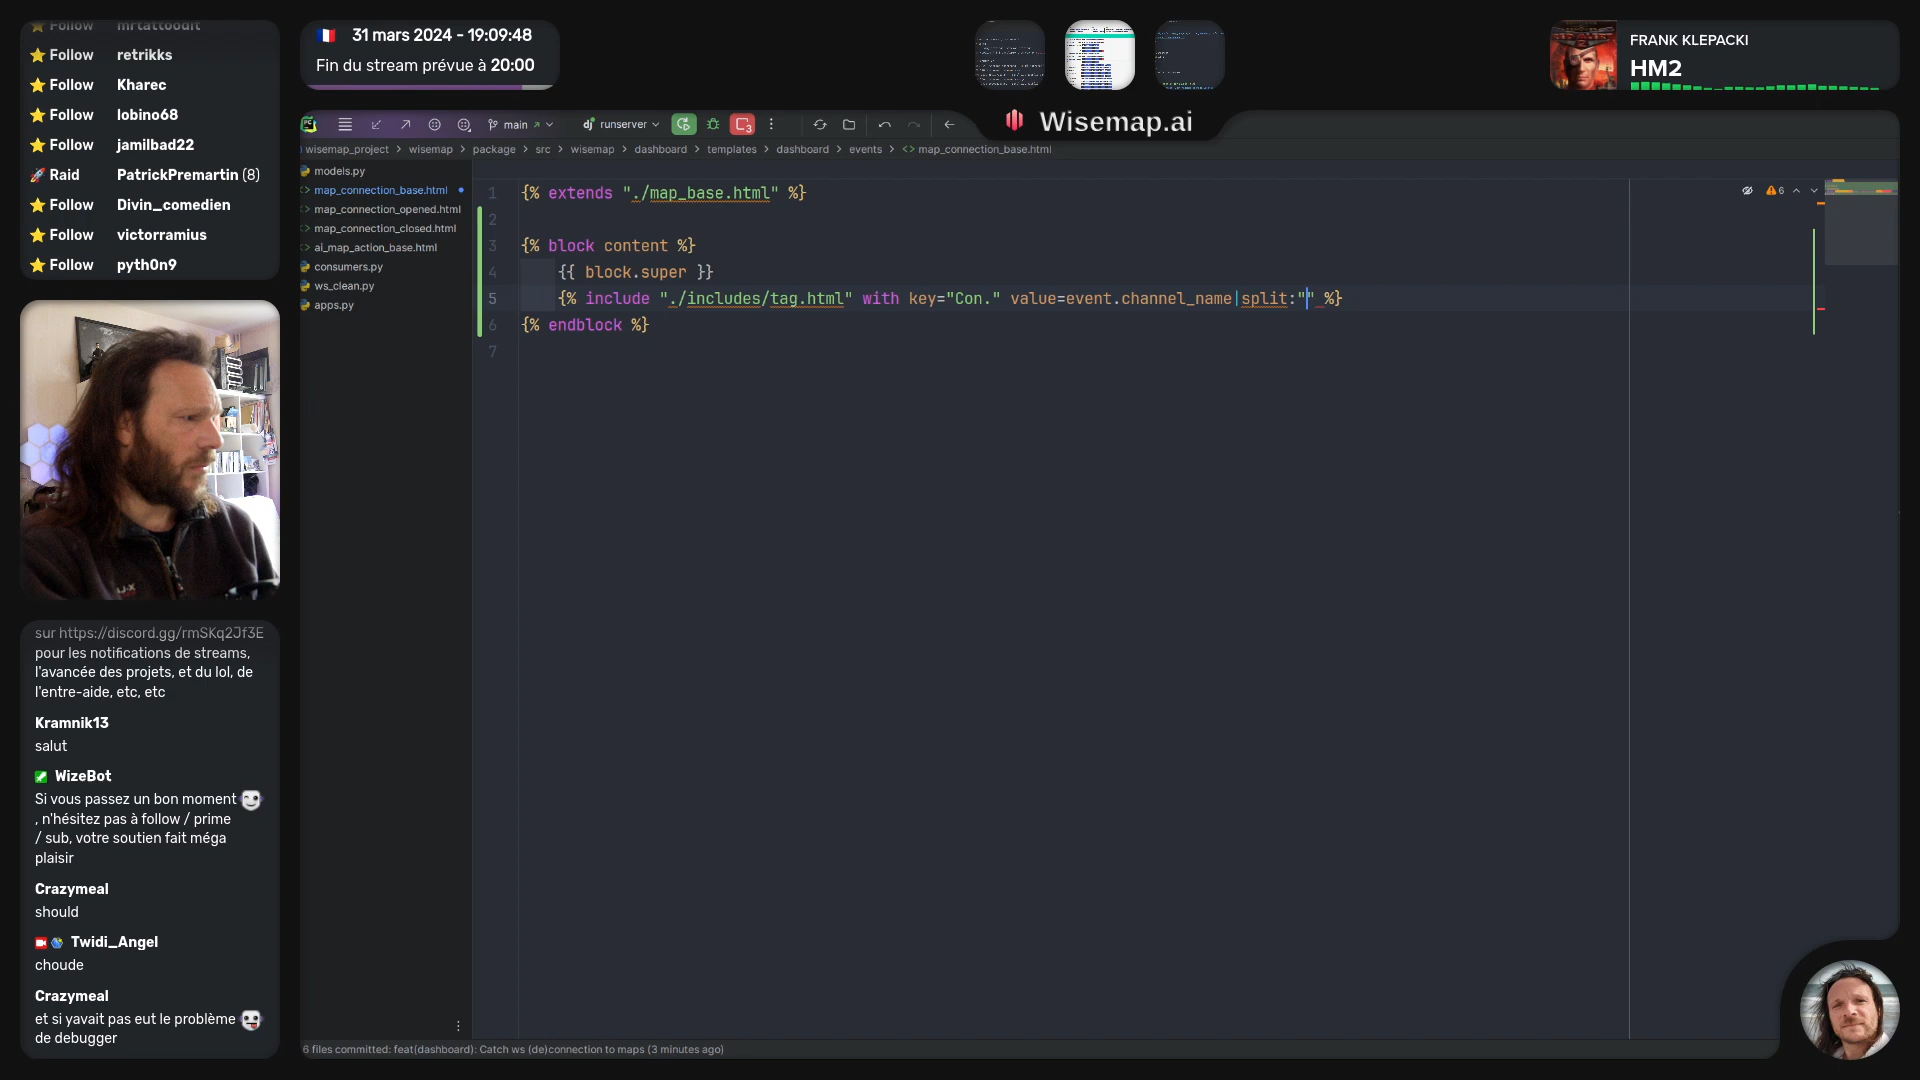 Follow mrtattoodit
Follow retrikks
Follow Kharec
Follow lobino68
Follow jamilbad22
Raid PatrickPremartin (8)
Follow Divin_comedien
Follow victorramius
Follow pyth0n9
31 mars 2024 - 19:09:48
Fin du stream prévue à 20:00
FRANK KLEPACKI
HM2
Wisemap.ai
main
dj runserver
3
wisemap_project > wisemap > package > src > wisemap > dashboard > templates > dashboard > events > <> map_connection_base.html
models.py
<> map_connection_base.html
<> map_connection_opened.html
<> map_connection_closed.html
<> ai_map_action_base.html
consumers.py
ws_clean.py
apps.py
1 {% extends "./map_base.html" %}
6
2
3 {% block content %}
4 {{ block.super }}
5 {% include "./includes/tag.html" with key="Con." value=event.channel_name|split:"" %}
6 {% endblock %}
7
sur https://discord.gg/rmSKq2Jf3E
pour les notifications de streams,
l'avancée des projets, et du lol, de
l'entre-aide, etc, etc
Kramnik13
salut
WizeBot
Si vous passez un bon moment
, n'hésitez pas à follow / prime
/ sub, votre soutien fait méga
plaisir
Crazymeal
should
Twidi_Angel
choude
Crazymeal
et si yavait pas eut le problème
de debugger
6 files committed: feat(dashboard): Catch ws (de)connection to maps (3 minutes ago)